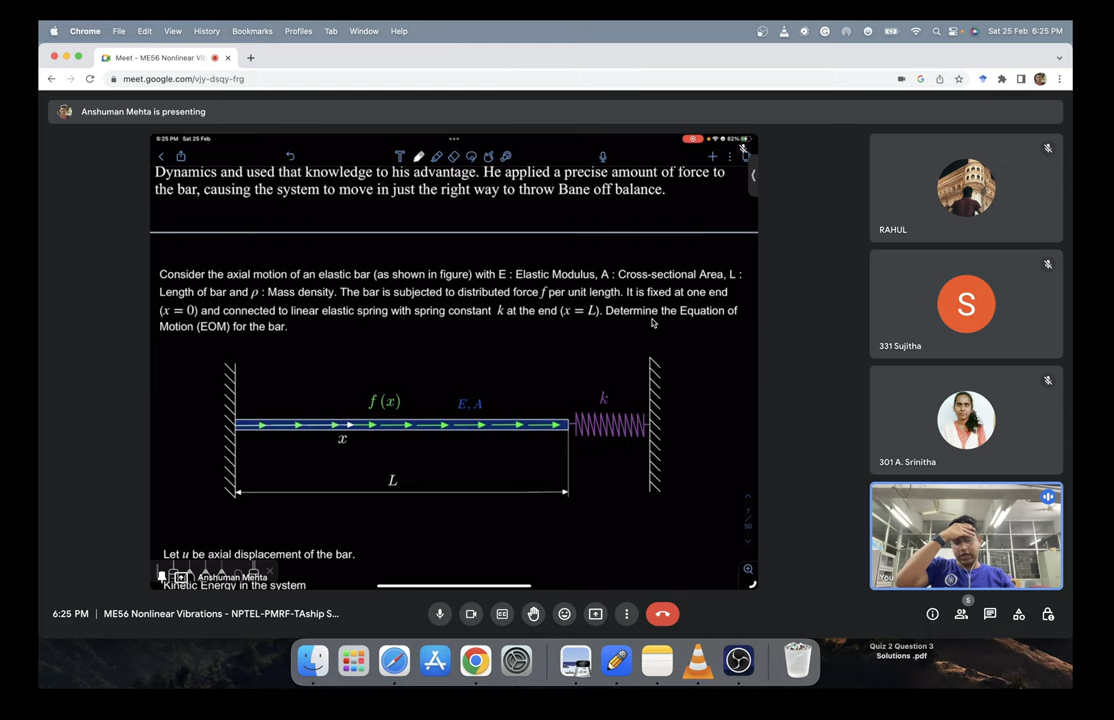 Chrome File Edit View History Bookmarks Profiles Tab Window Help Sat 25 Feb 6:25 PM
Meet - ME56 Nonlinear Vib
meet.google.com/vjy-dsqy-frg
Anshuman Mehta is presenting
6:25 PM Sat 25 Feb 62%
Dynamics and used that knowledge to his advantage. He applied a precise amount of force to
the bar, causing the system to move in just the right way to throw Bane off balance.
Consider the axial motion of an elastic bar (as shown in figure) with E : Elastic Modulus, A : Cross-sectional Area, L :
Length of bar and ρ : Mass density. The bar is subjected to distributed force f per unit length. It is fixed at one end
(x = 0) and connected to linear elastic spring with spring constant k at the end (x = L). Determine the Equation of
Motion (EOM) for the bar.
f (x) E, A k
x
L
7
/
50
Let u be axial displacement of the bar.
Kinetic Energy in the system
Anshuman Mehta
RAHUL
S
331 Sujitha
301 A. Srinitha
You
6:25 PM | ME56 Nonlinear Vibrations - NPTEL-PMRF-TAship S...
5
Quiz 2 Question 3
Solutions .pdf